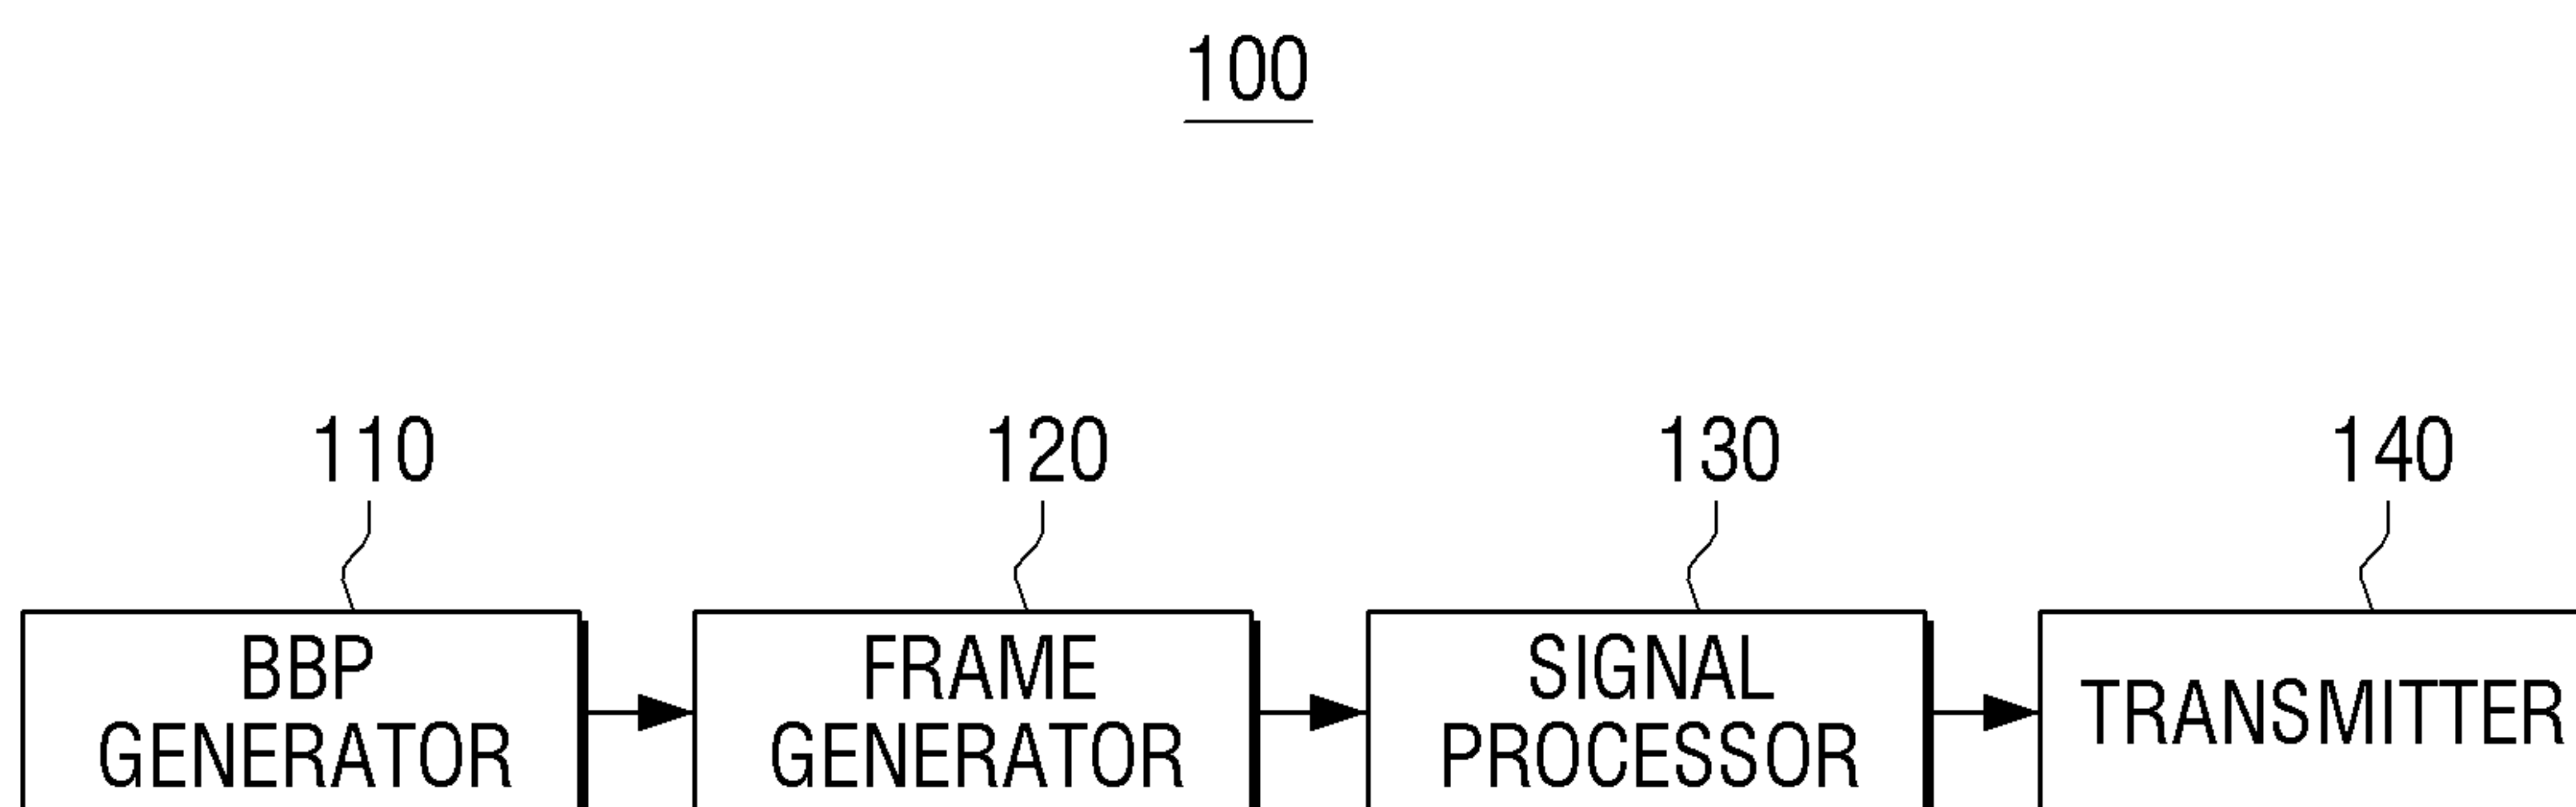 100
110
120
130
140
BBP
GENERATOR
FRAME
GENERATOR
SIGNAL
PROCESSOR
TRANSMITTER